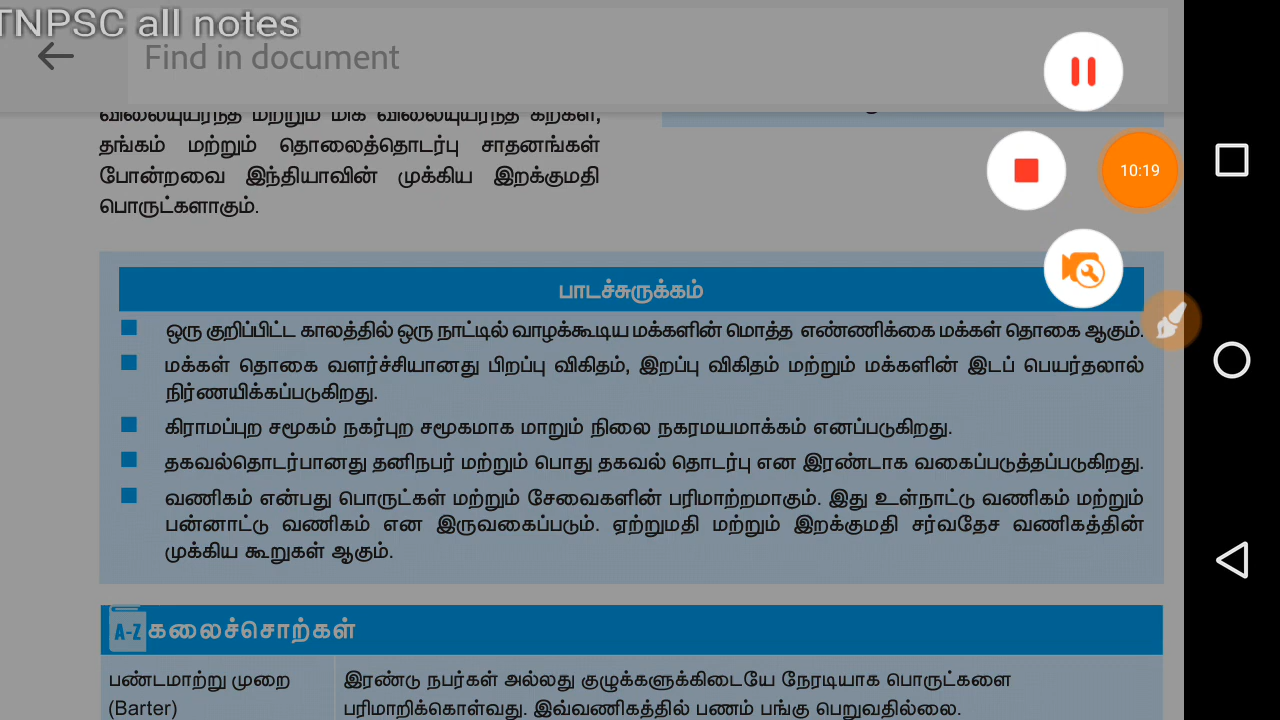 TNPSC all notes
Find in document
விலையுயர்ந்த மற்றும் மிக விலையுயர்ந்த கற்கள்,
தங்கம் மற்றும் தொலைத்தொடர்பு சாதனங்கள்
போன்றவை இந்தியாவின் முக்கிய இறக்குமதி
பொருட்களாகும்.
10:19
பாடச்சுருக்கம்
ஒரு குறிப்பிட்ட காலத்தில் ஒரு நாட்டில் வாழக்கூடிய மக்களின் மொத்த எண்ணிக்கை மக்கள் தொகை ஆகும்.
மக்கள் தொகை வளர்ச்சியானது பிறப்பு விகிதம், இறப்பு விகிதம் மற்றும் மக்களின் இடப் பெயர்தலால்
நிர்ணயிக்கப்படுகிறது.
கிராமப்புற சமூகம் நகர்புற சமூகமாக மாறும் நிலை நகரமயமாக்கம் எனப்படுகிறது.
தகவல்தொடர்பானது தனிநபர் மற்றும் பொது தகவல் தொடர்பு என இரண்டாக வகைப்படுத்தப்படுகிறது.
வணிகம் என்பது பொருட்கள் மற்றும் சேவைகளின் பரிமாற்றமாகும். இது உள்நாட்டு வணிகம் மற்றும்
பன்னாட்டு வணிகம் என இருவகைப்படும். ஏற்றுமதி மற்றும் இறக்குமதி சர்வதேச வணிகத்தின்
முக்கிய கூறுகள் ஆகும்.
A-Z கலைச்சொற்கள்
பண்டமாற்று முறை இரண்டு நபர்கள் அல்லது குழுக்களுக்கிடையே நேரடியாக பொருட்களை
(Barter) பரிமாறிக்கொள்வது. இவ்வணிகத்தில் பணம் பங்கு பெறுவதில்லை.